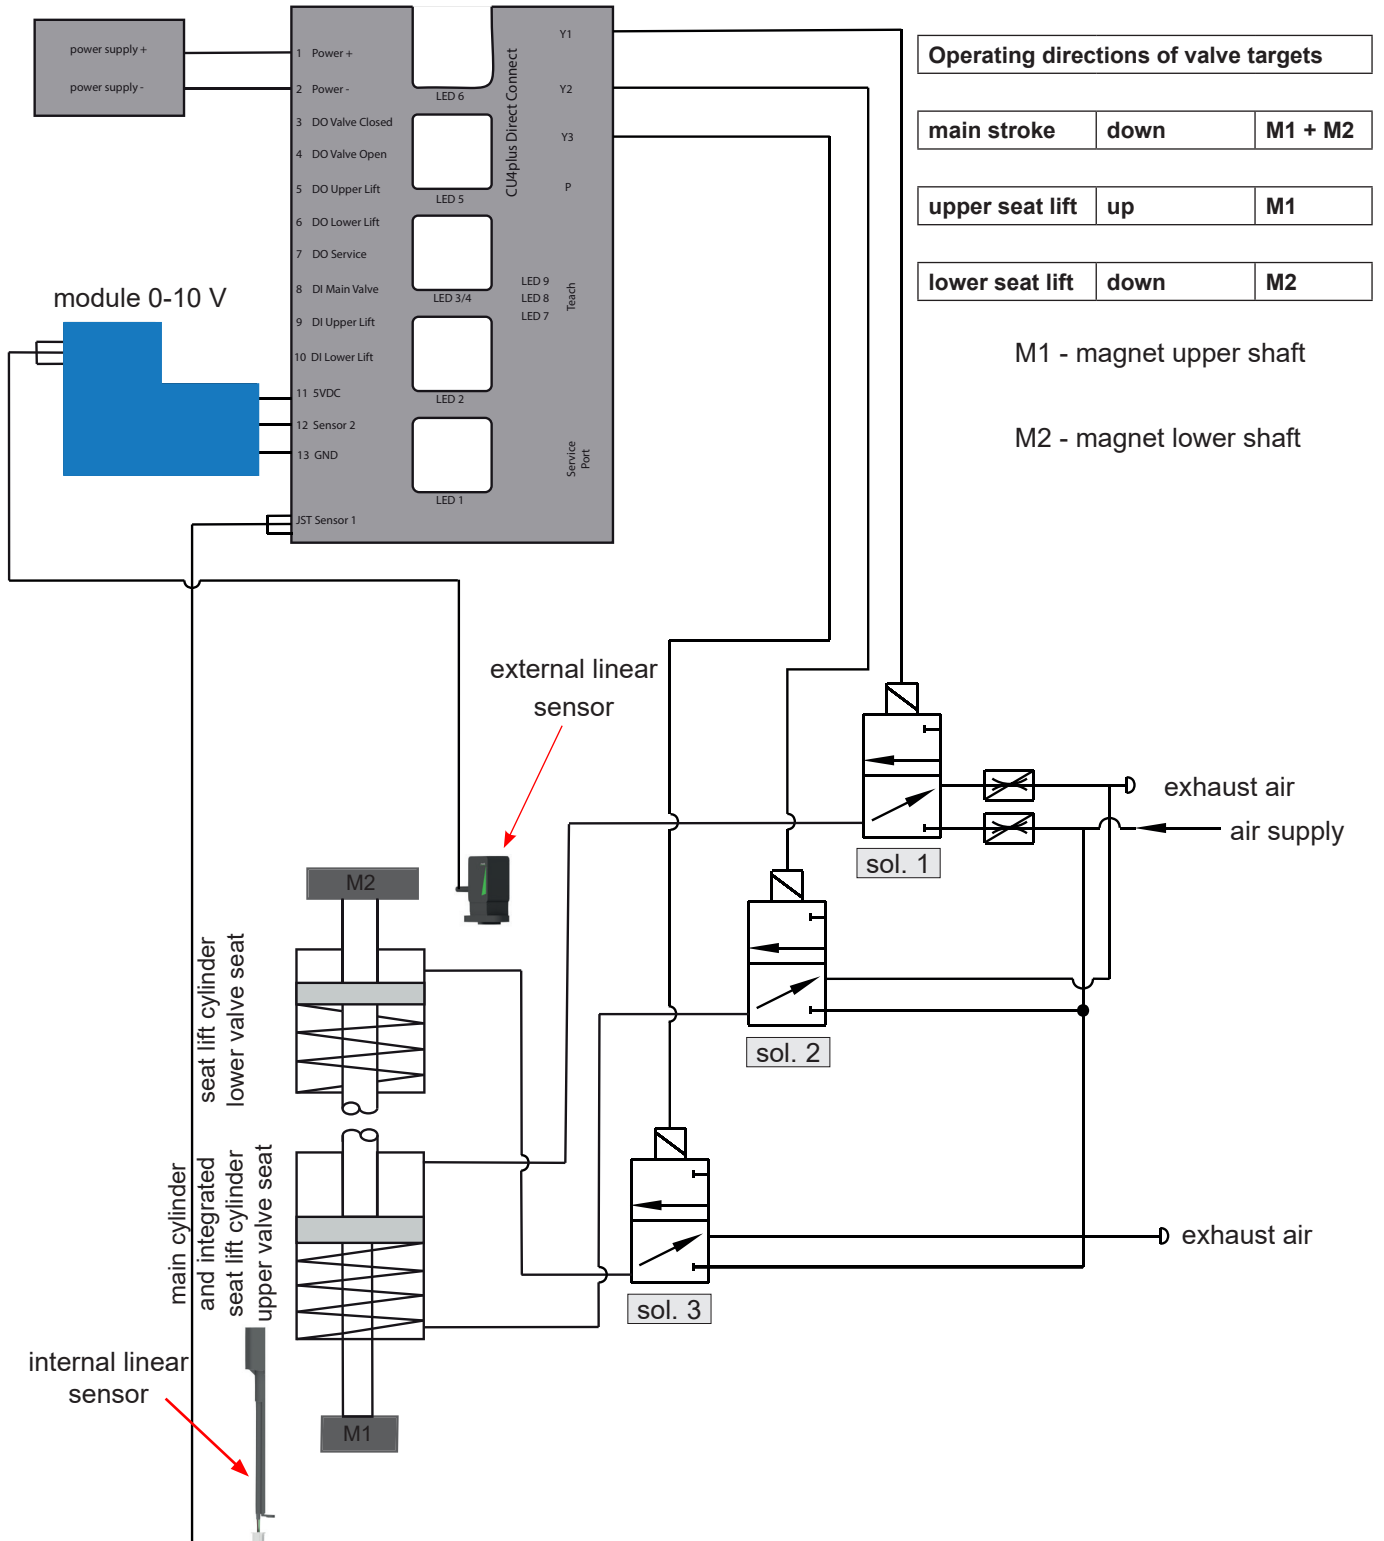 power supply +
power supply -
1 Power +
2 Power -
3 DO Valve Closed
4 DO Valve Open
5 DO Upper Lift
6 DO Lower Lift
7 DO Service
8 DI Main Valve
9 DI Upper Lift
10 DI Lower Lift
11 5VDC
12 Sensor 2
13 GND
JST Sensor 1
LED 6
LED 5
LED 3/4
LED 2
LED 1
CU4plus Direct Connect
LED 9
LED 8
LED 7
Teach
Service
Port
Y1
Y2
Y3
P
Operating directions of valve targets
main stroke down M1 + M2
upper seat lift up M1
lower seat lift down M2
M1 - magnet upper shaft
M2 - magnet lower shaft
module 0-10 V
external linear
sensor
exhaust air
air supply
sol. 1
sol. 2
sol. 3
exhaust air
M2
seat lift cylinder
lower valve seat
main cylinder
and integrated
seat lift cylinder
upper valve seat
internal linear
sensor
M1